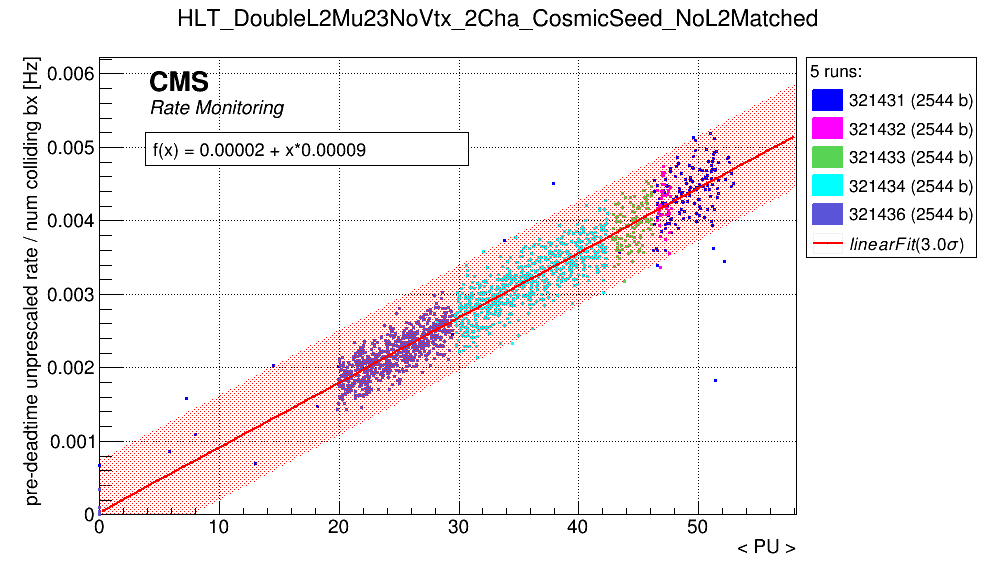 HLT_DoubleL2Mu23NoVtx_2Cha_CosmicSeed_NoL2Matched
pre-deadtime unprescaled rate / num colliding bx [Hz]
0.006
0.005
0.004
0.003
0.002
0.001
0
CMS
Rate Monitoring
f(x) = 0.00002 + x*0.00009
0 10 20 30 40 50
< PU >
5 runs:
321431 (2544 b)
321432 (2544 b)
321433 (2544 b)
321434 (2544 b)
321436 (2544 b)
linearFit(3.0σ)